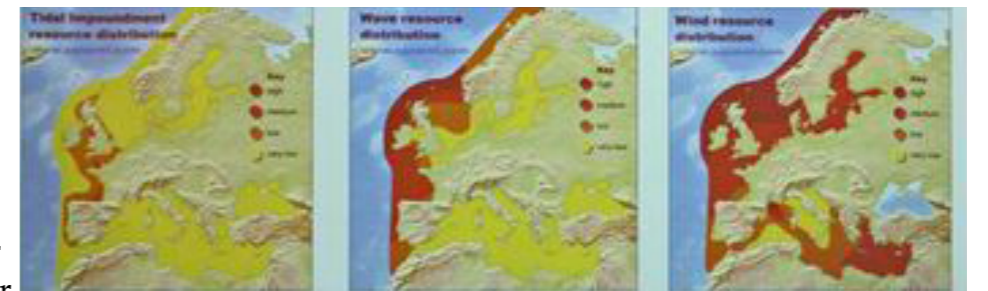 Tidal Impoundment
resource distribution
Key
high
medium
low
very low
Wave resource
distribution
Key
high
medium
low
very low
Wind resource
distribution
Key
high
medium
low
very low
r